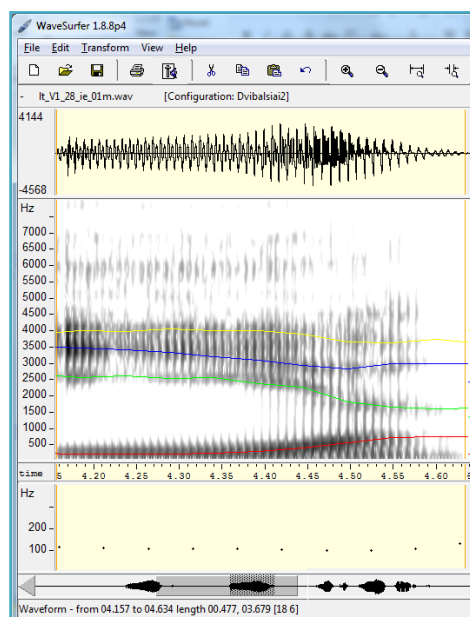 WaveSurfer 1.8.8p4
File Edit Transform View Help
- lt_V1_28_ie_01m.wav [Configuration: Dvibalsiai2]
4144
-4568
Hz
7000
6500
6000
5500
5000
4500
4000
3500
3000
2500
2000
1500
1000
500
time 5 4.20 4.25 4.30 4.35 4.40 4.45 4.50 4.55 4.60
Hz
200
100
Waveform - from 04.157 to 04.634 length 00.477, 03.679 [18 6]